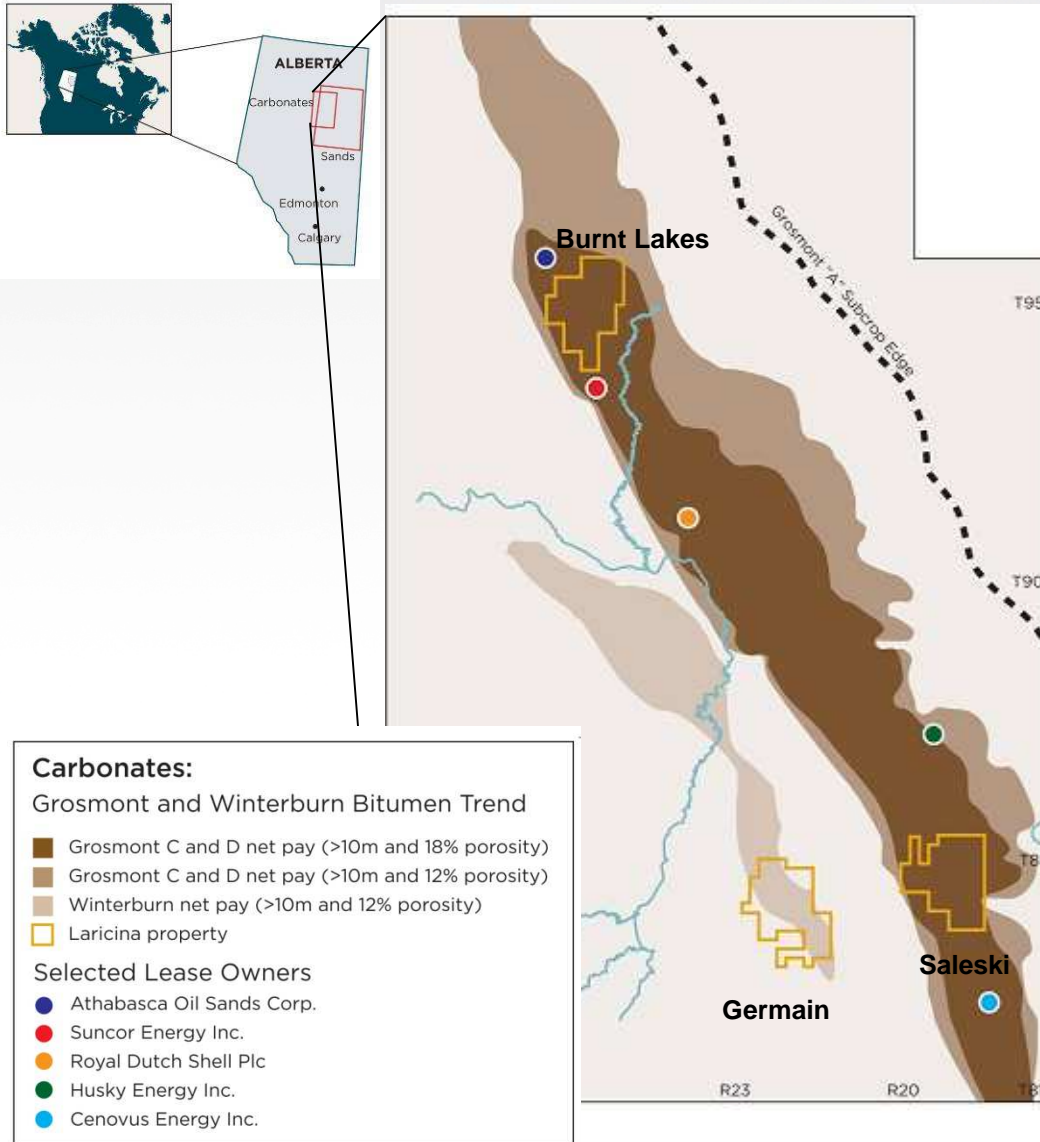 ALBERTA
Carbonates
Sands
Edmonton
Calgary
Burnt Lakes
Grosmont "A" Subcrop Edge
T95
T90
Saleski
Germain
R23
R20
Carbonates:
Grosmont and Winterburn Bitumen Trend
Grosmont C and D net pay (>10m and 18% porosity)
Grosmont C and D net pay (>10m and 12% porosity)
Winterburn net pay (>10m and 12% porosity)
Laricina property
Selected Lease Owners
Athabasca Oil Sands Corp.
Suncor Energy Inc.
Royal Dutch Shell Plc
Husky Energy Inc.
Cenovus Energy Inc.